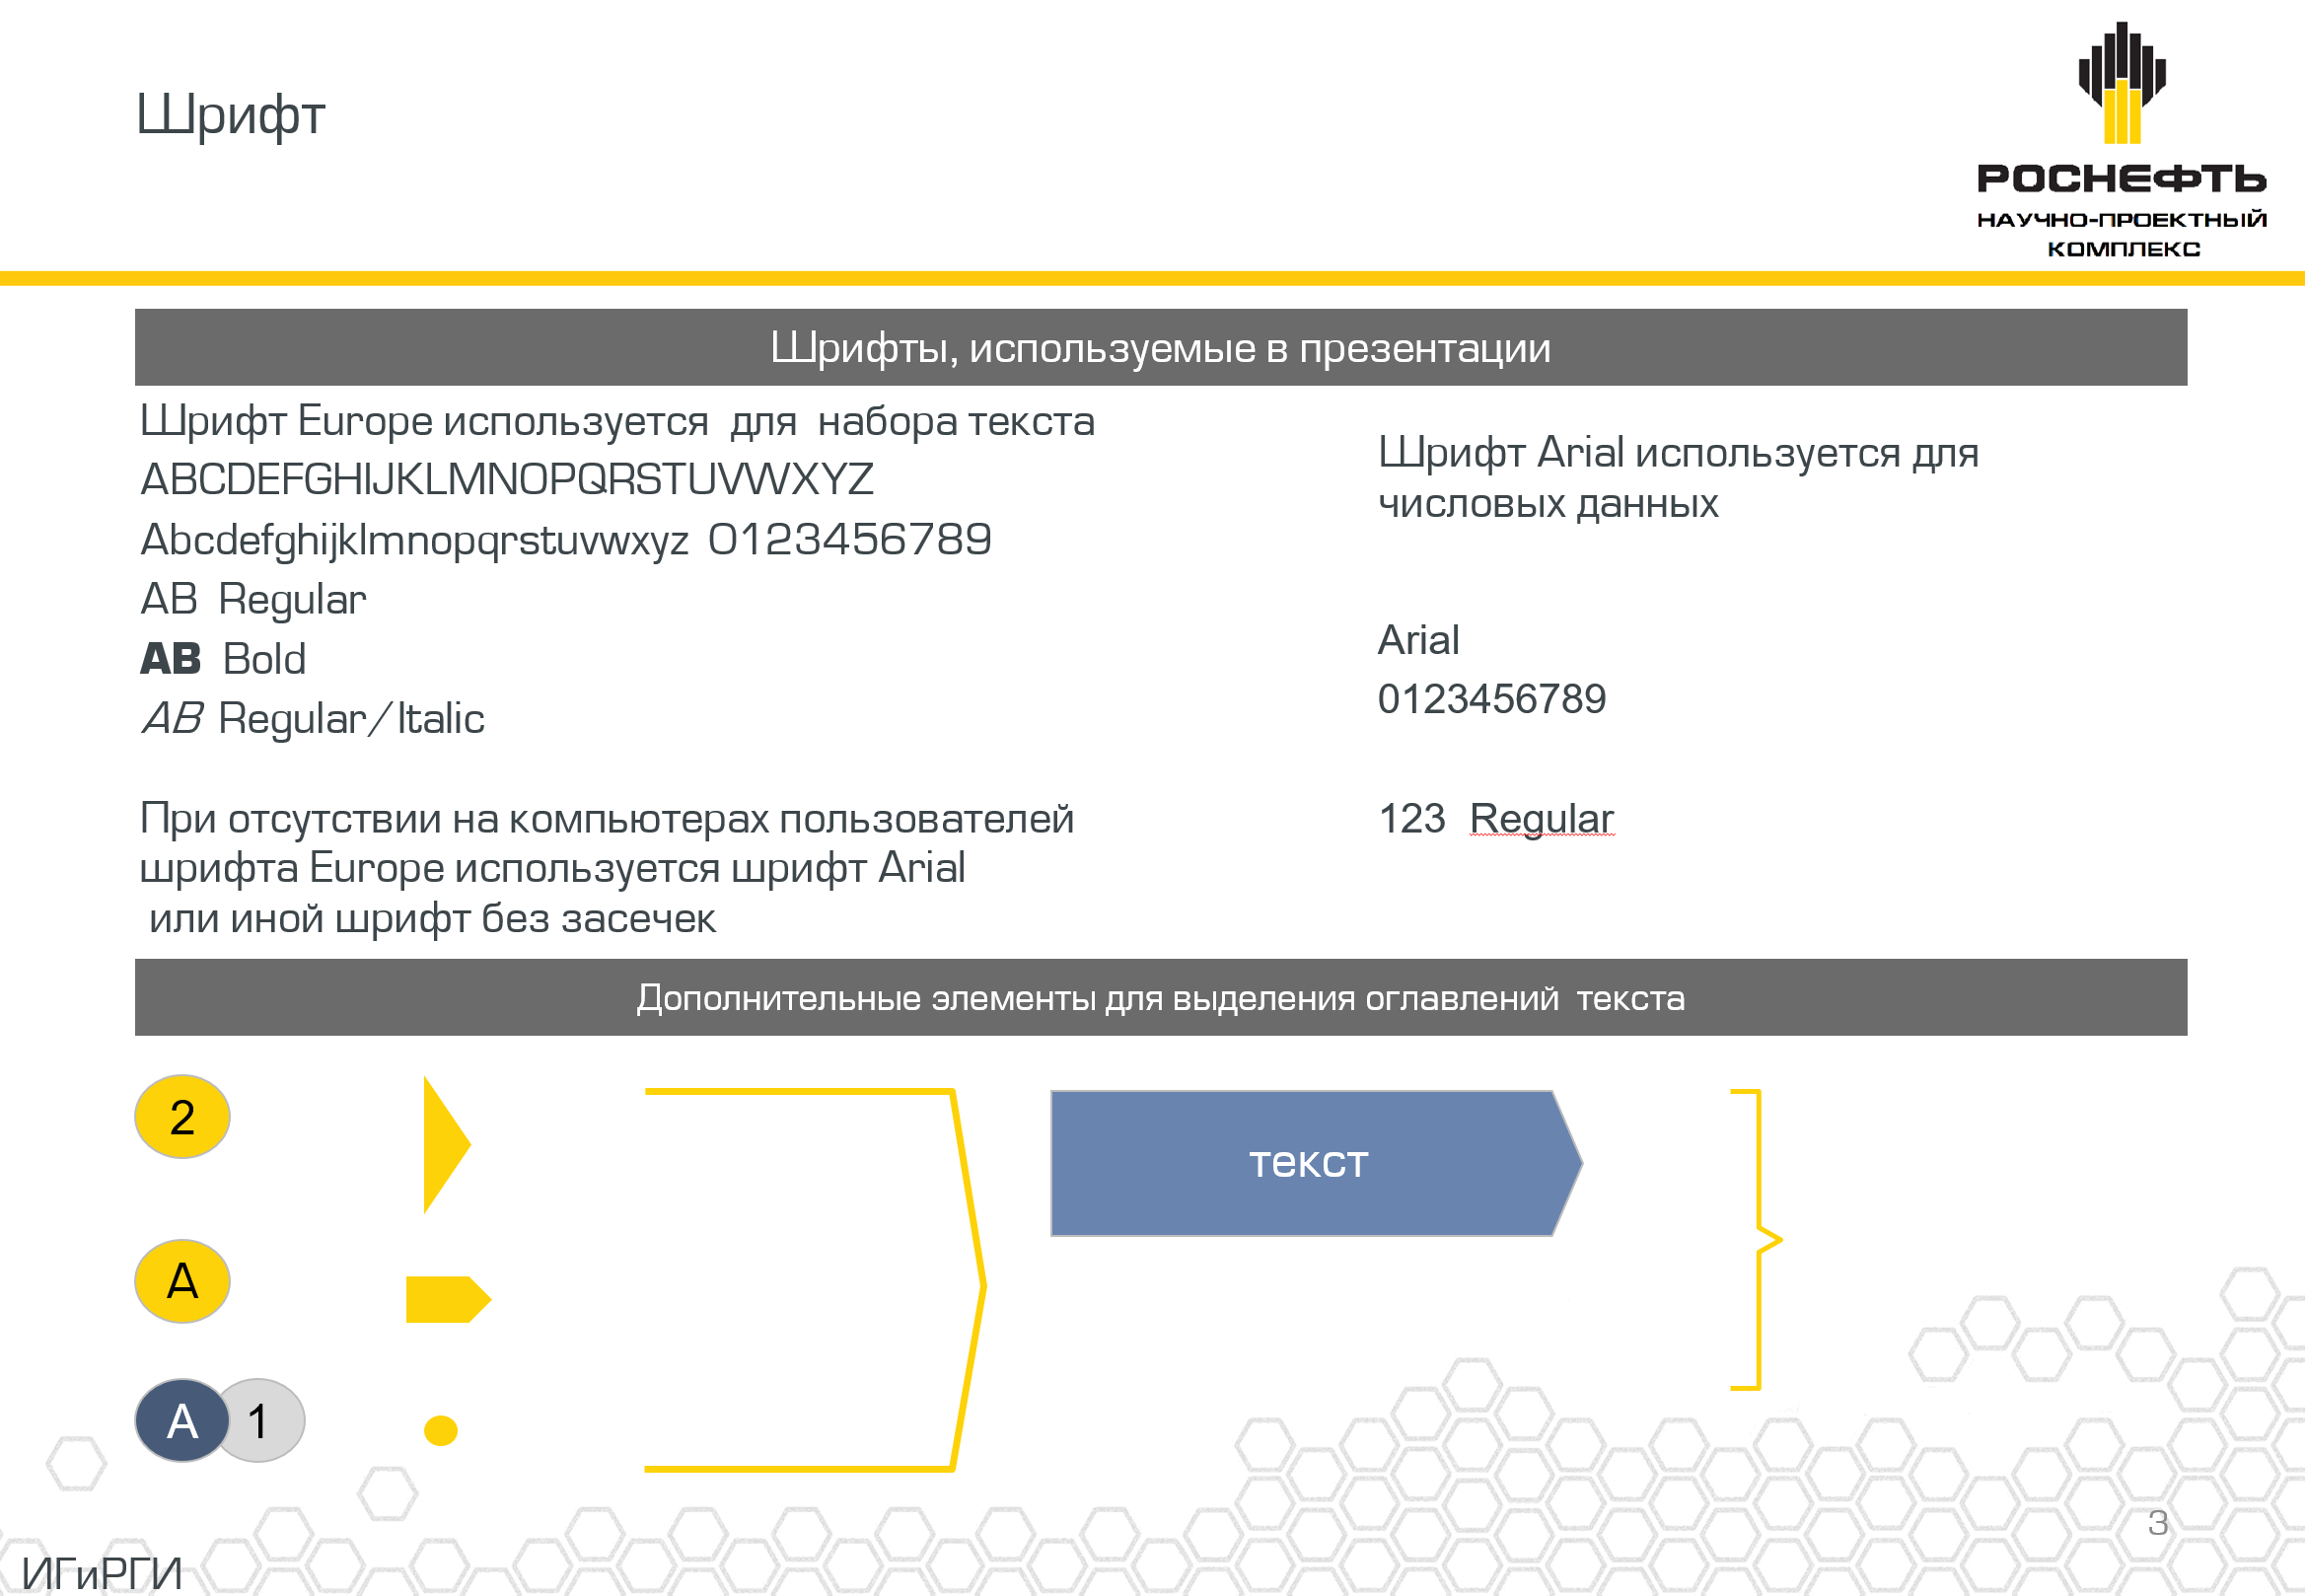 Шрифт
РОСНЕФТЬ
НАУЧНО-ПРОЕКТНЫЙ
КОМПЛЕКС
Шрифты, используемые в презентации
Шрифт Europe используется для набора текста
ABCDEFGHIJKLMNOPQRSTUVWXYZ
Abcdefghijklmnopqrstuvwxyz 0123456789
AB Regular
AB Bold
AB Regular/Italic
При отсутствии на компьютерах пользователей
шрифта Europe используется шрифт Arial
или иной шрифт без засечек
Шрифт Arial используется для
числовых данных
Arial
0123456789
123 Regular
Дополнительные элементы для выделения оглавлений текста
2
текст
A
A 1
3
ИГиРГИ